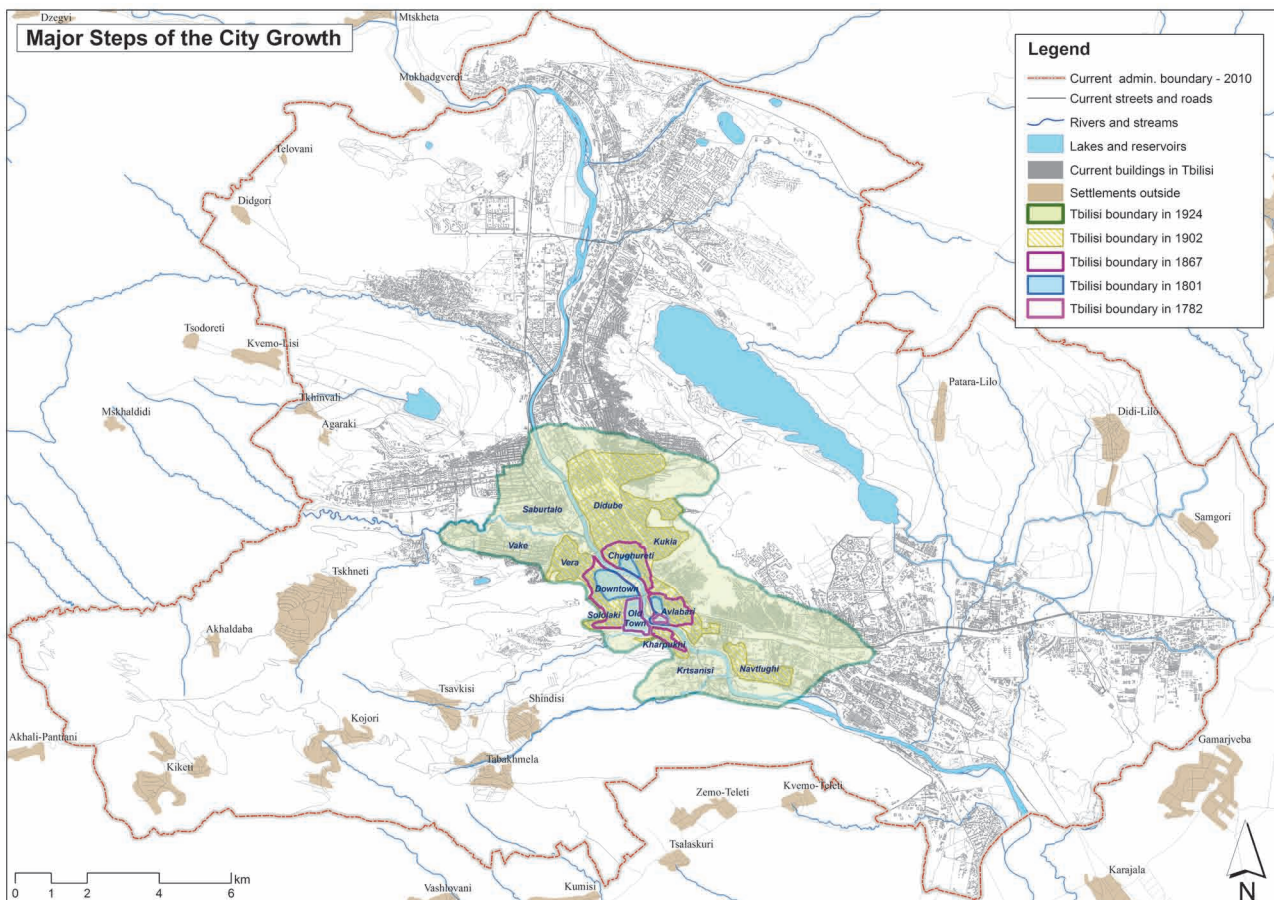 Major Steps of the City Growth
Dzegvi
Mtskheta
Mukhadgverdi
Telovani
Didgori
Tsodoreti
Kvemo-Lisi
Tkhinvali
Mskhaldidi
Agaraki
Tskhneti
Akhaldaba
Tsavkisi
Shindisi
Kojori
Akhali-Pantiani
Kiketi
Tabakhmela
Zemo-Teleti
Kvemo-Teleti
Tsalaskuri
Vashlovani
Kumisi
Patara-Lilo
Didi-Lilo
Samgori
Gamarjveba
Karajala
Saburtalo
Didube
Vake
Vera
Kukia
Chughureti
Downtown
Sololaki
Old
Town
Avlabari
Kharpukhi
Krtsanisi
Navtlughi
Legend
Current admin. boundary - 2010
Current streets and roads
Rivers and streams
Lakes and reservoirs
Current buildings in Tbilisi
Settlements outside
Tbilisi boundary in 1924
Tbilisi boundary in 1902
Tbilisi boundary in 1867
Tbilisi boundary in 1801
Tbilisi boundary in 1782
0 1 2 4 6 km
N